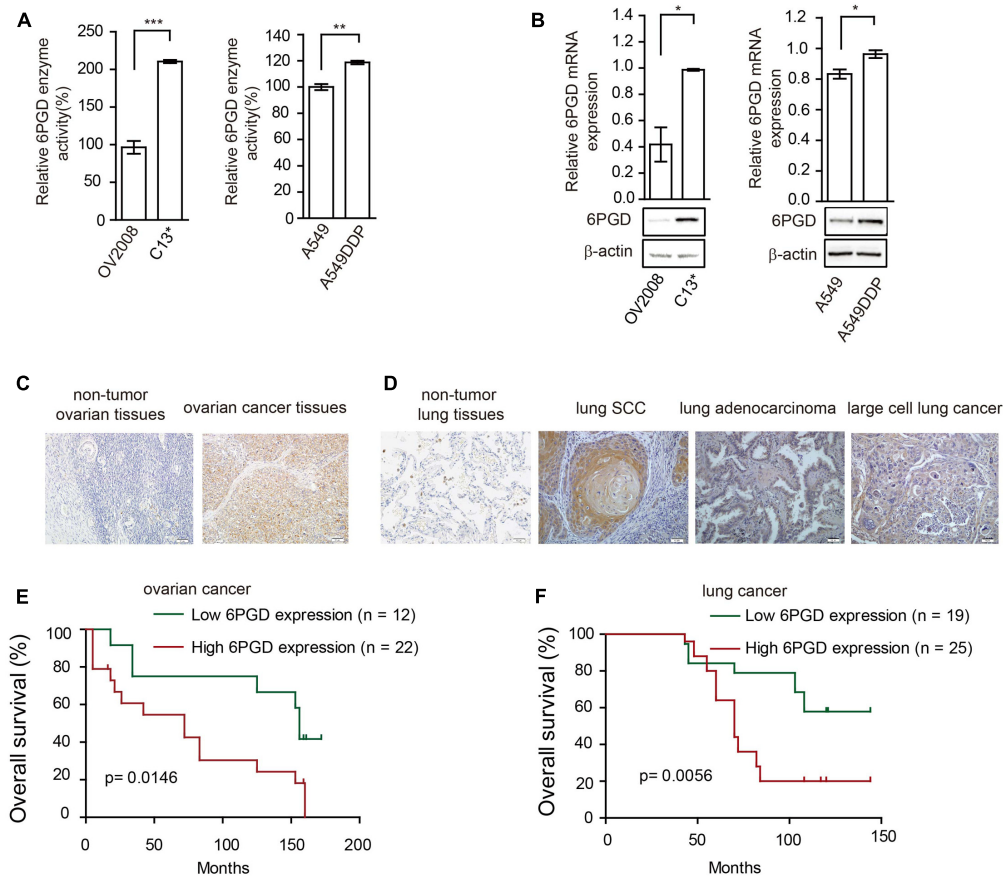 A
Relative 6PGD enzyme
activity(%)
250
200
150
100
50
0
***
OV2008
C13*
Relative 6PGD enzyme
activity(%)
140
120
100
80
60
40
20
0
**
A549
A549DDP
B
Relative 6PGD mRNA
expression
1.4
1.2
1.0
0.8
0.6
0.4
0.2
0.0
*
6PGD
β-actin
OV2008
C13*
Relative 6PGD mRNA
expression
1.2
1.0
0.8
0.6
0.4
0.2
0.0
*
6PGD
β-actin
A549
A549DDP
C
non-tumor
ovarian tissues
ovarian cancer tissues
D
non-tumor
lung tissues
lung SCC
lung adenocarcinoma
large cell lung cancer
E
ovarian cancer
Low 6PGD expression (n = 12)
High 6PGD expression (n = 22)
Overall survival (%)
100
80
60
40
20
0
p= 0.0146
0
50
100
150
200
Months
F
lung cancer
Low 6PGD expression (n = 19)
High 6PGD expression (n = 25)
Overall survival (%)
100
80
60
40
20
0
p= 0.0056
0
50
100
150
Months